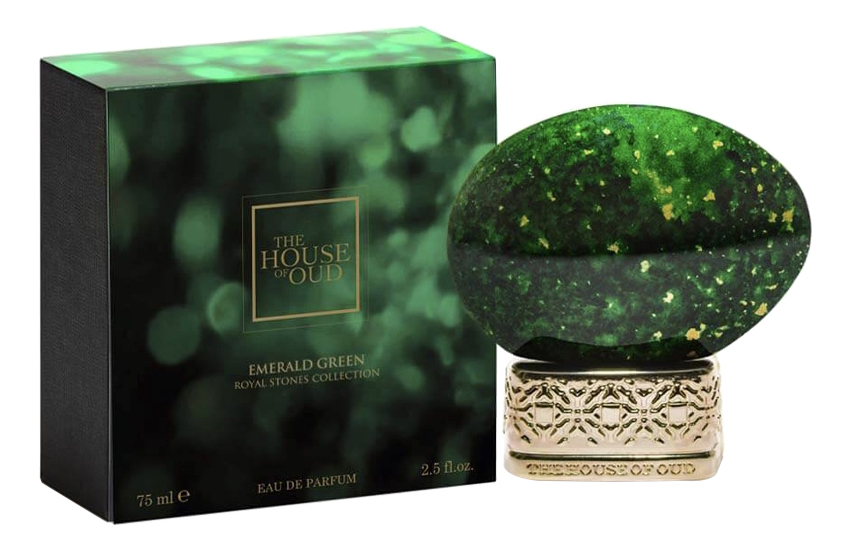 THE
HOUSE
OF OUD
EMERALD GREEN
ROYAL STONES COLLECTION
75 ml ℮
EAU DE PARFUM
2.5 fl.oz.
THE HOUSE OF OUD